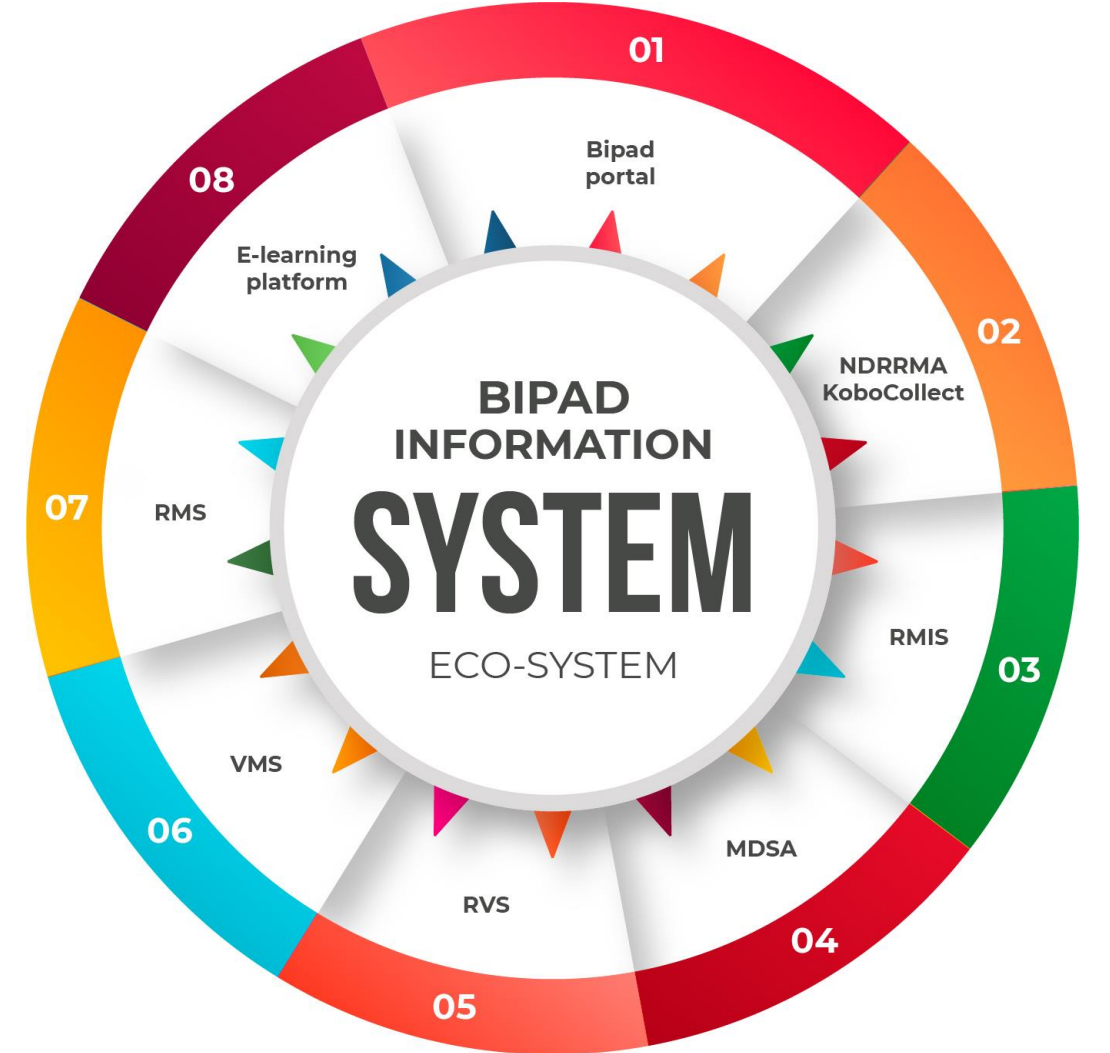 BIPAD
INFORMATION
SYSTEM
ECO-SYSTEM
01
Bipad
portal
02
NDRRMA
KoboCollect
03
RMIS
04
MDSA
05
RVS
06
VMS
07
RMS
08
E-learning
platform